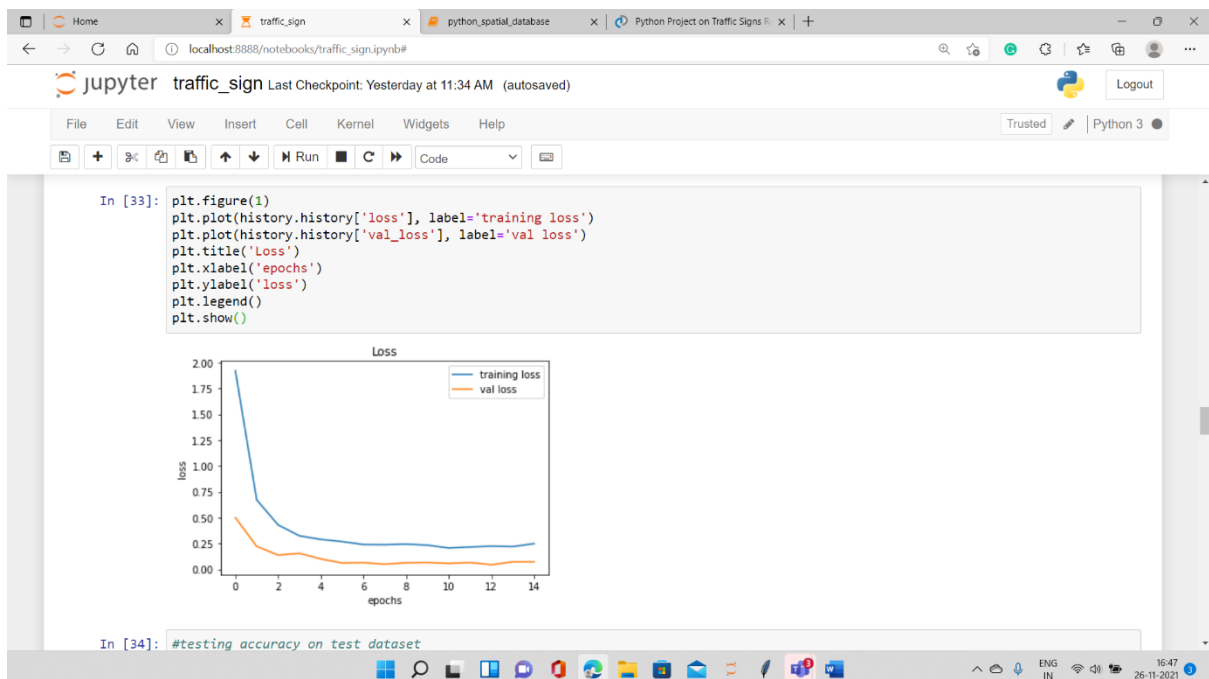 Home
traffic_sign
python_spatial_database
Python Project on Traffic Signs R
localhost:8888/notebooks/traffic_sign.ipynb#
jupyter traffic_sign Last Checkpoint: Yesterday at 11:34 AM (autosaved)
Logout
File Edit View Insert Cell Kernel Widgets Help
Trusted Python 3
Run Code
In [33]: plt.figure(1)
plt.plot(history.history['loss'], label='training loss')
plt.plot(history.history['val_loss'], label='val loss')
plt.title('Loss')
plt.xlabel('epochs')
plt.ylabel('loss')
plt.legend()
plt.show()
Loss
training loss
val loss
2.00
1.75
1.50
1.25
1.00
0.75
0.50
0.25
0.00
loss
0 2 4 6 8 10 12 14
epochs
In [34]: #testing accuracy on test dataset
ENG
IN
16:47
26-11-2021
3